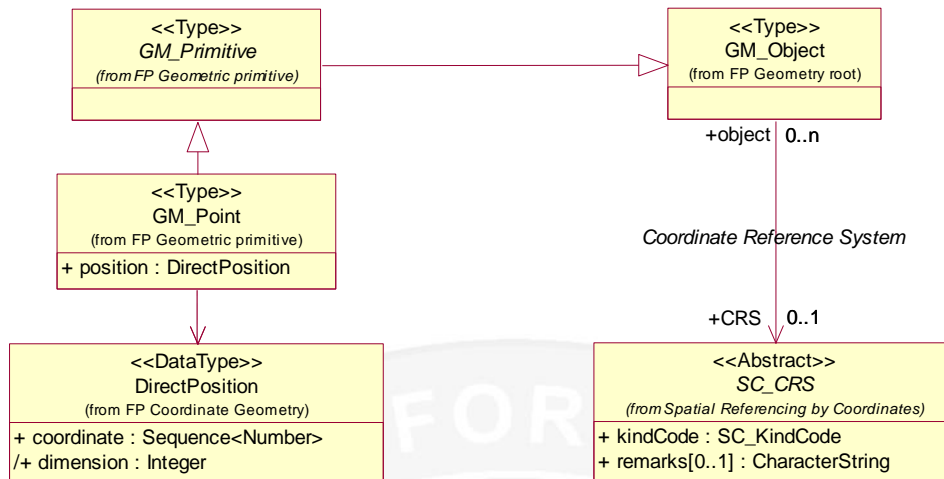 <<Type>>
GM_Primitive
(from FP Geometric primitive)
<<Type>>
GM_Object
(from FP Geometry root)
+object 0..n
<<Type>>
GM_Point
(from FP Geometric primitive)
+ position : DirectPosition
Coordinate Reference System
+CRS 0..1
<<DataType>>
DirectPosition
(from FP Coordinate Geometry)
+ coordinate : Sequence<Number>
/+ dimension : Integer
<<Abstract>>
SC_CRS
(from Spatial Referencing by Coordinates)
+ kindCode : SC_KindCode
+ remarks[0..1] : CharacterString
FOR